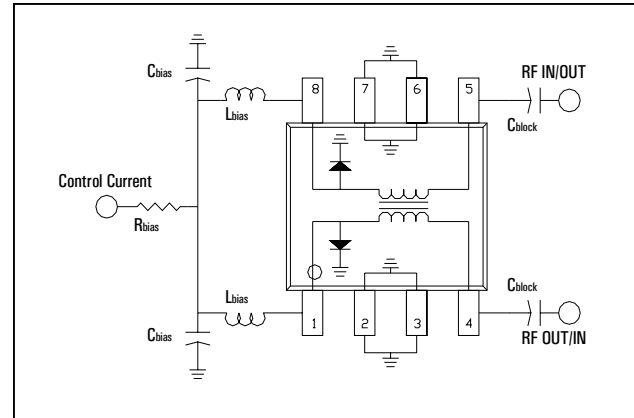 Cbias
RF IN/OUT
8 7 6 5
Lbias
Cblock
Control Current
Rbias
Lbias
Cblock
1 2 3 4
Cbias
RF OUT/IN